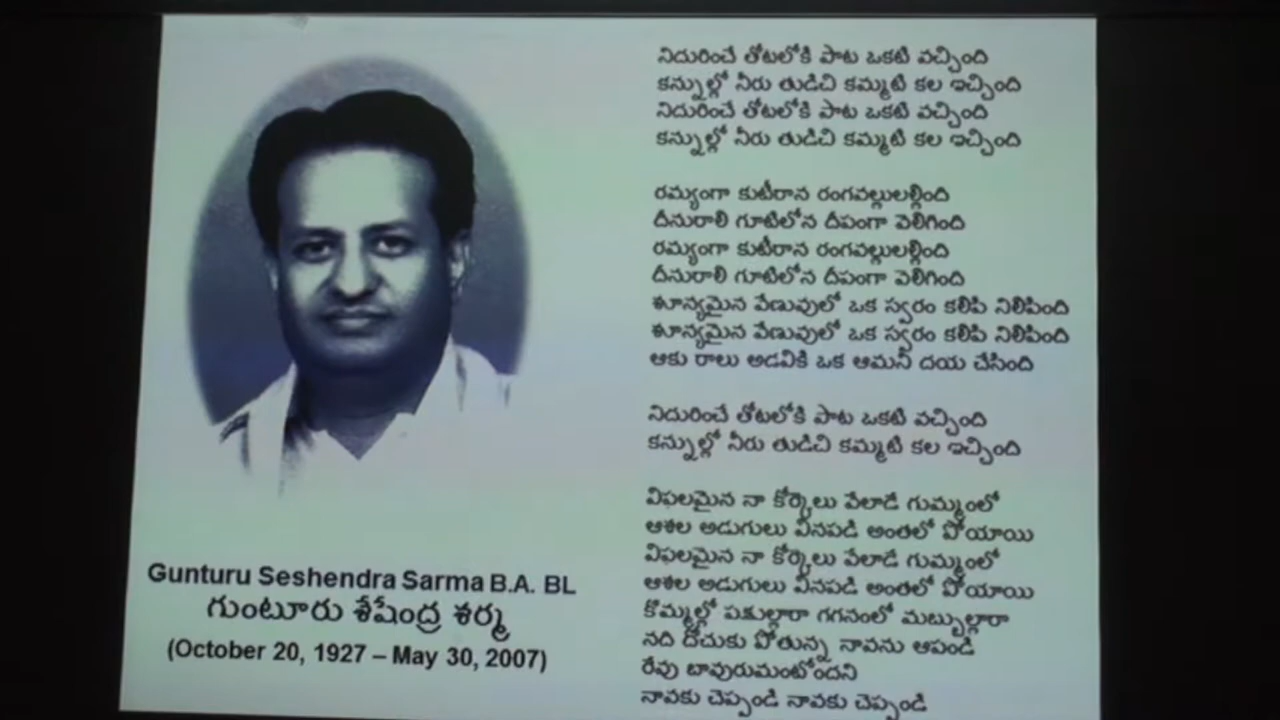 నిదురించే తోటలోకి పాట ఒకటి వచ్చింది
కన్నుల్లో నీరు తుడిచి కమ్మటి కల ఇచ్చింది
నిదురించే తోటలోకి పాట ఒకటి వచ్చింది
కన్నుల్లో నీరు తుడిచి కమ్మటి కల ఇచ్చింది
రమ్యంగా కుటీరాన రంగవల్లులల్లింది
దీనురాలి గూటిలోన దీపంగా వెలిగింది
రమ్యంగా కుటీరాన రంగవల్లులల్లింది
దీనురాలి గూటిలోన దీపంగా వెలిగింది
శూన్యమైన వేణువులో ఒక స్వరం కలిపి నిలిపింది
శూన్యమైన వేణువులో ఒక స్వరం కలిపి నిలిపింది
ఆకు రాలు అడవికి ఒక ఆమని దయ చేసింది
నిదురించే తోటలోకి పాట ఒకటి వచ్చింది
కన్నుల్లో నీరు తుడిచి కమ్మటి కల ఇచ్చింది
విఫలమైన నా కోర్కెలు వేలాడే గుమ్మంలో
ఆశల అడుగులు వినపడి అంతలో పోయాయి
విఫలమైన నా కోర్కెలు వేలాడే గుమ్మంలో
ఆశల అడుగులు వినపడి అంతలో పోయాయి
కొమ్మల్లో పక్షుల్లారా గగనంలో మబ్బుల్లారా
నది దోచుకు పోతున్న నావను ఆపండి
రేవు బావురుమంటోందని
నావకు చెప్పండి నావకు చెప్పండి
Gunturu Seshendra Sarma B.A. BL
గుంటూరు శేషేంద్ర శర్మ
(October 20, 1927 – May 30, 2007)